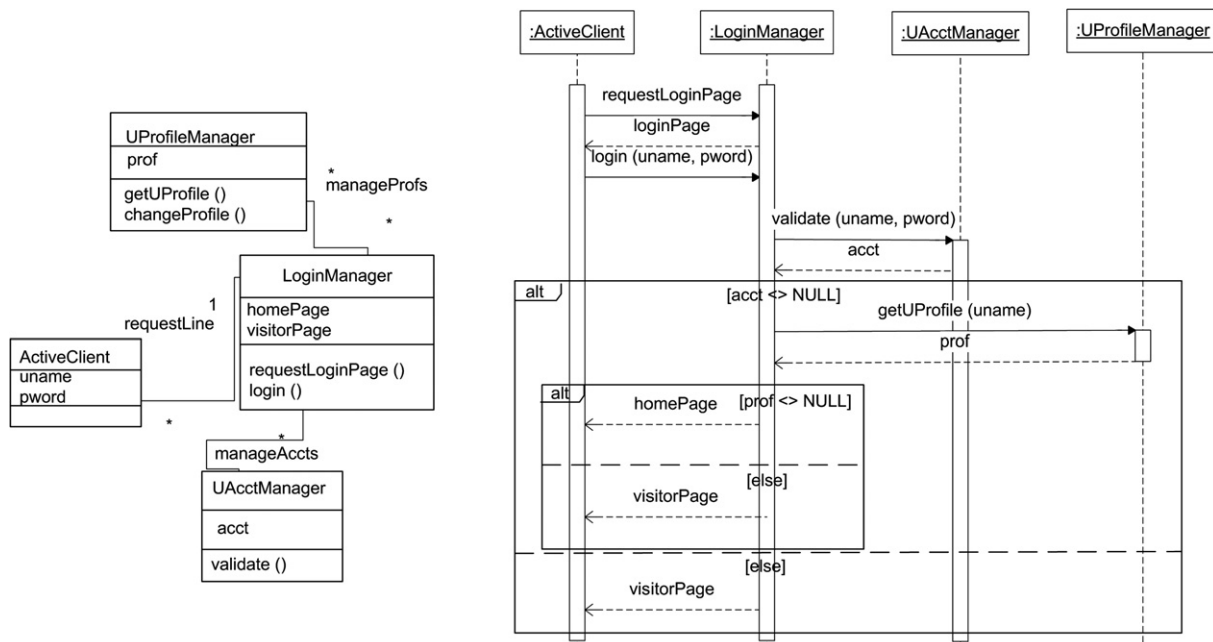 UProfileManager
prof
getUProfile ()
changeProfile ()
*
manageProfs
*
LoginManager
homePage
visitorPage
requestLoginPage ()
login ()
1
requestLine
ActiveClient
uname
pword
*
*
manageAccts
UAcctManager
acct
validate ()
:ActiveClient
:LoginManager
:UAcctManager
:UProfileManager
requestLoginPage
loginPage
login (uname, pword)
validate (uname, pword)
acct
alt
[acct <> NULL]
getUProfile (uname)
prof
alt
[prof <> NULL]
homePage
[else]
visitorPage
[else]
visitorPage